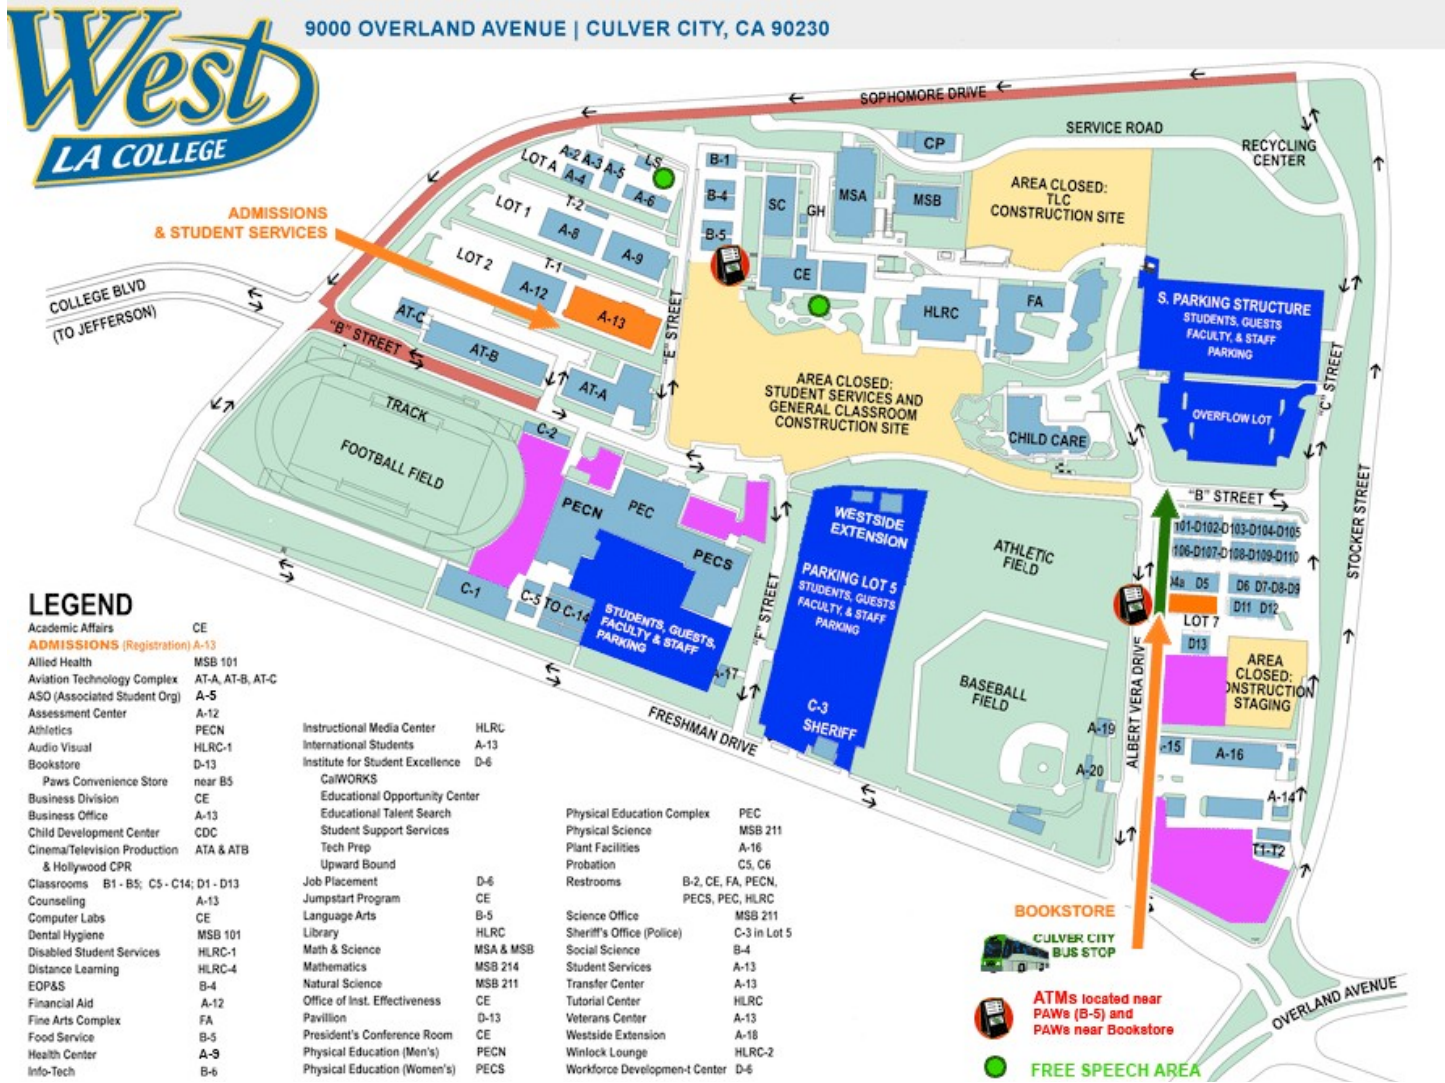 West
LA COLLEGE
9000 OVERLAND AVENUE | CULVER CITY, CA 90230
SOPHOMORE DRIVE
SERVICE ROAD
RECYCLING
CENTER
CP
LOT A
A-2
A-3
A-4
A-5
A-6
LS
B-1
B-4
B-5
SC
GH
MSA
MSB
AREA CLOSED:
TLC
CONSTRUCTION SITE
ADMISSIONS
& STUDENT SERVICES
LOT 1
T-2
A-8
A-9
LOT 2
T-1
A-12
A-13
CE
HLRC
FA
S. PARKING STRUCTURE
STUDENTS, GUESTS
FACULTY, & STAFF
PARKING
COLLEGE BLVD
(TO JEFFERSON)
"B" STREET
AT-C
AT-B
AT-A
"E" STREET
AREA CLOSED:
STUDENT SERVICES AND
GENERAL CLASSROOM
CONSTRUCTION SITE
CHILD CARE
OVERFLOW LOT
"C" STREET
STOCKER STREET
TRACK
FOOTBALL FIELD
C-2
PECN
PEC
PECS
C-1
C-5 TO C-14
STUDENTS, GUESTS,
FACULTY & STAFF
PARKING
A-17
"F" STREET
FRESHMAN DRIVE
WESTSIDE
EXTENSION
PARKING LOT 5
STUDENTS, GUESTS
FACULTY, & STAFF
PARKING
C-3
SHERIFF
ATHLETIC
FIELD
BASEBALL
FIELD
"B" STREET
101-D102-D103-D104-D105
106-D107-D108-D109-D110
D5
D6 D7-D8-D9
D11 D12
LOT 7
D13
AREA
CLOSED:
CONSTRUCTION
STAGING
ALBERT VERA DRIVE
A-19
A-20
-15
A-16
A-14
T1-T2
OVERLAND AVENUE
LEGEND
Academic Affairs CE
ADMISSIONS (Registration) A-13
Allied Health MSB 101
Aviation Technology Complex AT-A, AT-B, AT-C
ASO (Associated Student Org) A-5
Assessment Center A-12
Athletics PECN
Audio Visual HLRC-1
Bookstore D-13
Paws Convenience Store near B5
Business Division CE
Business Office A-13
Child Development Center CDC
Cinema/Television Production ATA & ATB
& Hollywood CPR
Classrooms B1 - B5; C5 - C14; D1 - D13
Counseling A-13
Computer Labs CE
Dental Hygiene MSB 101
Disabled Student Services HLRC-1
Distance Learning HLRC-4
EOP&S B-4
Financial Aid A-12
Fine Arts Complex FA
Food Service B-5
Health Center A-9
Info-Tech B-6
Instructional Media Center HLRC
International Students A-13
Institute for Student Excellence D-6
CalWORKS
Educational Opportunity Center
Educational Talent Search
Student Support Services
Tech Prep
Upward Bound
Job Placement D-6
Jumpstart Program CE
Language Arts B-5
Library HLRC
Math & Science MSA & MSB
Mathematics MSB 214
Natural Science MSB 211
Office of Inst. Effectiveness CE
Pavillion D-13
President's Conference Room CE
Physical Education (Men's) PECN
Physical Education (Women's) PECS
Physical Education Complex PEC
Physical Science MSB 211
Plant Facilities A-16
Probation C5, C6
Restrooms B-2, CE, FA, PECN,
PECS, PEC, HLRC
Science Office MSB 211
Sheriff's Office (Police) C-3 in Lot 5
Social Science B-4
Student Services A-13
Transfer Center A-13
Tutorial Center HLRC
Veterans Center A-13
Westside Extension A-18
Winlock Lounge HLRC-2
Workforce Developmen-t Center D-6
BOOKSTORE
CULVER CITY
BUS STOP
ATMs located near
PAWs (B-5) and
PAWs near Bookstore
FREE SPEECH AREA